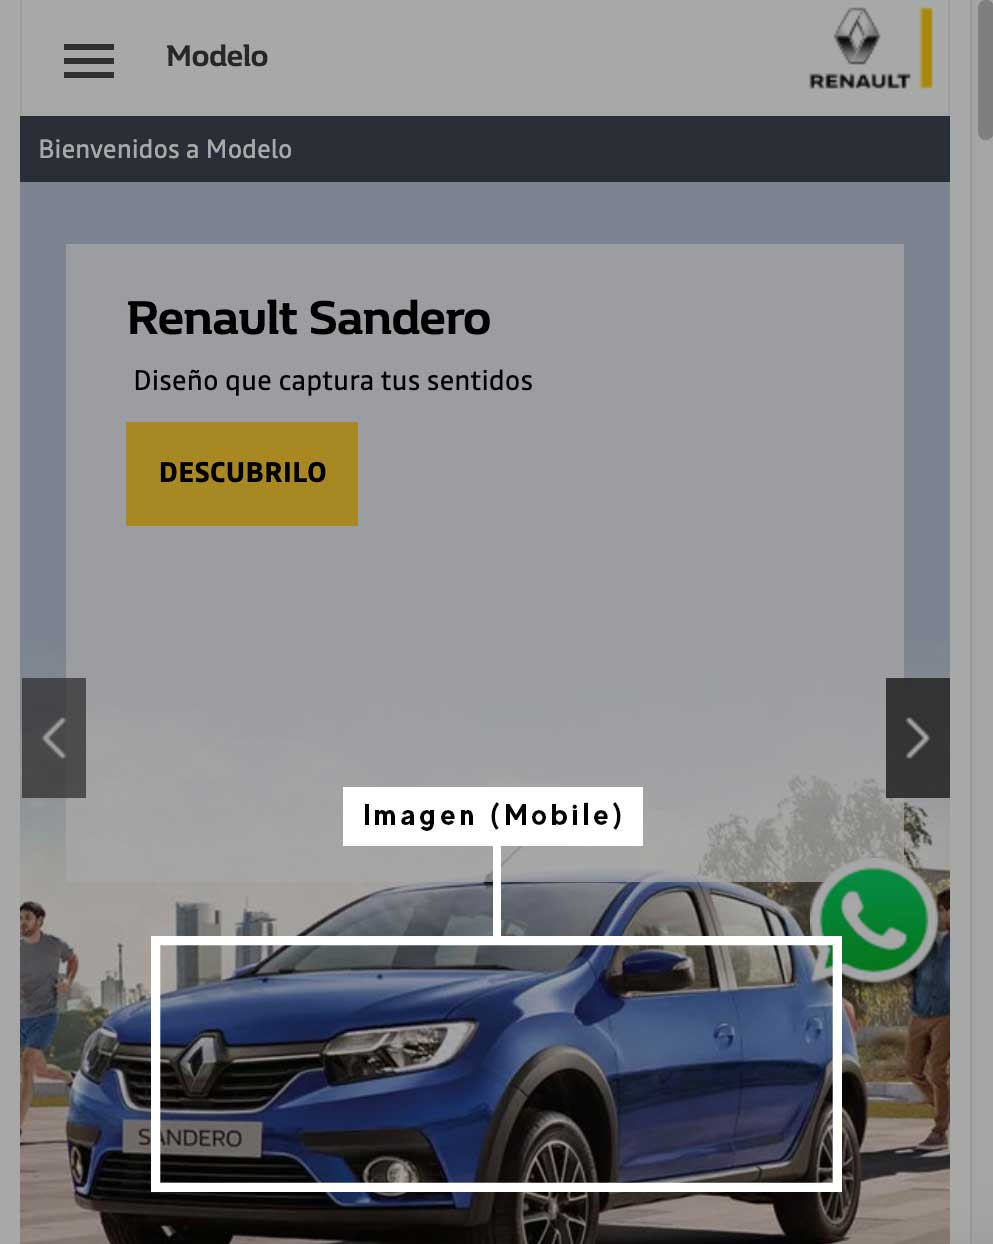 Modelo
RENAULT
Bienvenidos a Modelo
Renault Sandero
Diseño que captura tus sentidos
DESCUBRILO
Imagen (Mobile)
SANDERO